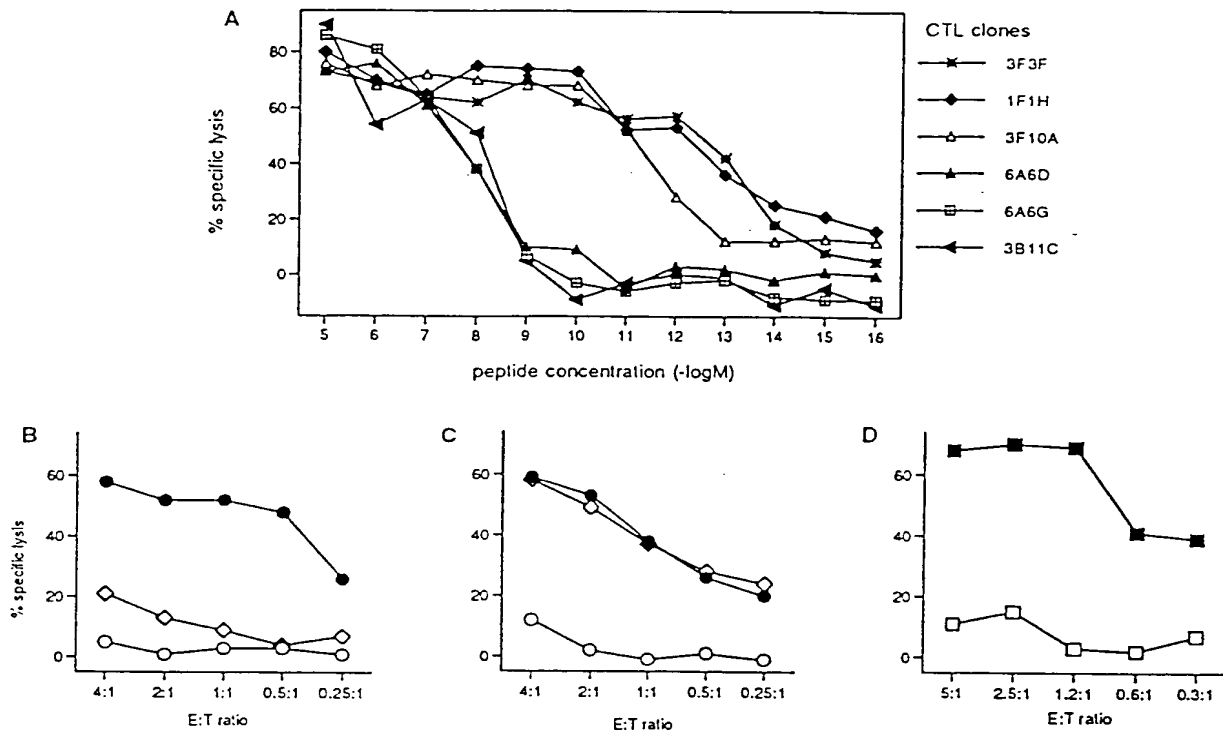 A
CTL clones
3F3F
1F1H
3F10A
6A6D
6A6G
3B11C
% specific lysis
80
60
40
20
0
5 6 7 8 9 10 11 12 13 14 15 16
peptide concentration (-logM)
B
% specific lysis
60
40
20
0
4:1 2:1 1:1 0.5:1 0.25:1
E:T ratio
C
60
40
20
0
4:1 2:1 1:1 0.5:1 0.25:1
E:T ratio
D
60
40
20
0
5:1 2.5:1 1.2:1 0.6:1 0.3:1
E:T ratio